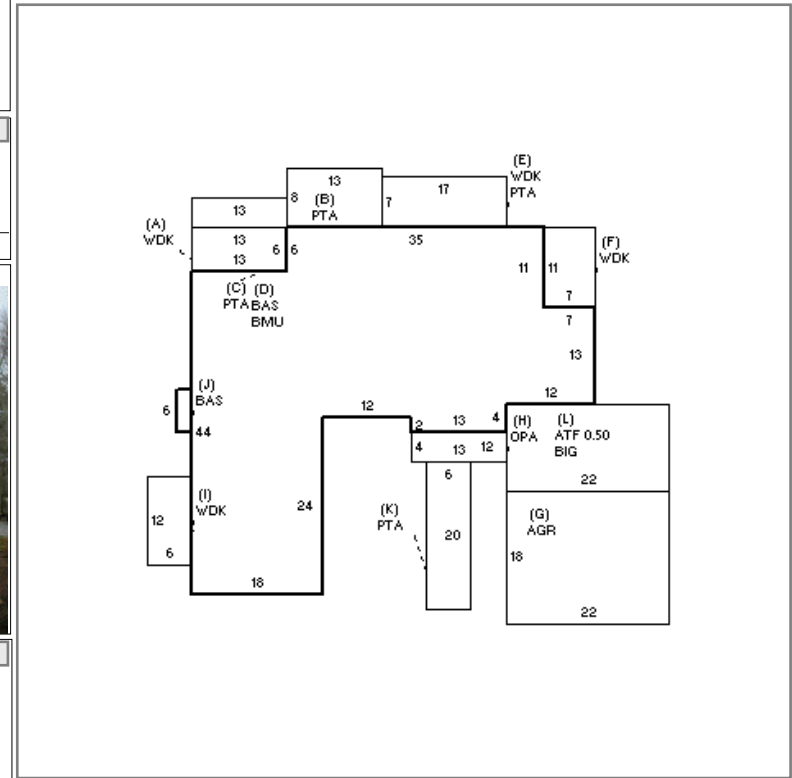 (E)
WDK
PTA
13
17
8
(B)
PTA
7
13
(A)
WDK
13
13
6
6
35
(F)
WDK
11
11
7
7
(C)
PTA
(D)
BAS
BMU
13
(J)
BAS
6
44
12
12
2
13
4
(H)
OPA
(L)
ATF 0.50
BIG
4
13
12
22
6
(I)
WDK
12
6
24
(K)
PTA
20
(G)
AGR
18
22
18